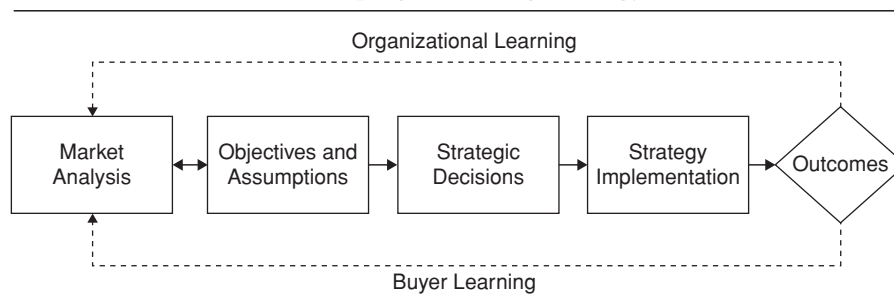 Organizational Learning
Market
Analysis
Objectives and
Assumptions
Strategic
Decisions
Strategy
Implementation
Outcomes
Buyer Learning